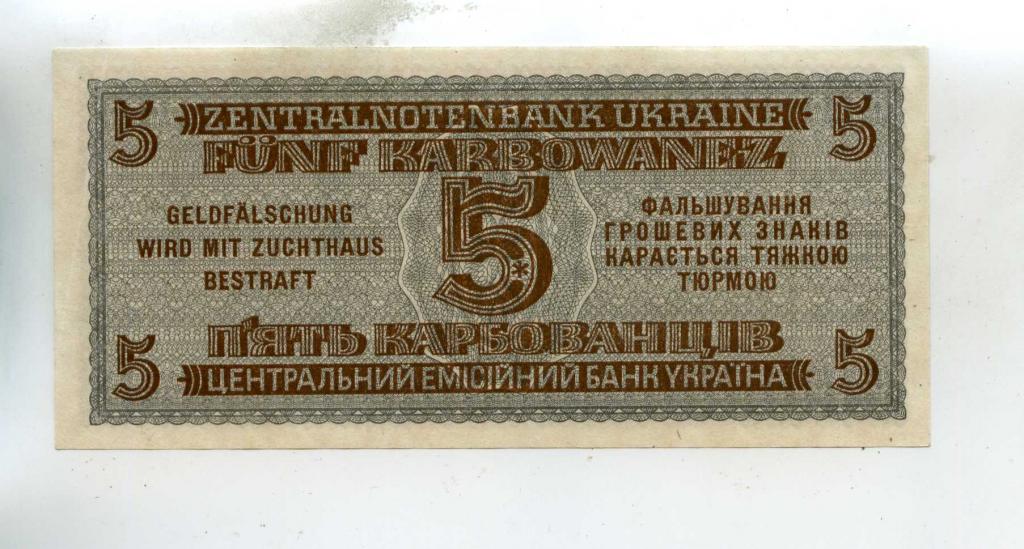 5 ZENTRALNOTENBANK UKRAINE 5
FÜNF KARBOWANEZ
GELDFÄLSCHUNG
WIRD MIT ZUCHTHAUS
BESTRAFT
5
*
ФАЛЬШУВАННЯ
ГРОШЕВИХ ЗНАКІВ
КАРАЄТЬСЯ ТЯЖНОЮ
ТЮРМОЮ
П'ЯТЬ КАРБОВАНЦІВ
5 ЦЕНТРАЛЬНИЙ ЕМІСІЙНИЙ БАНК УКРАЇНА 5